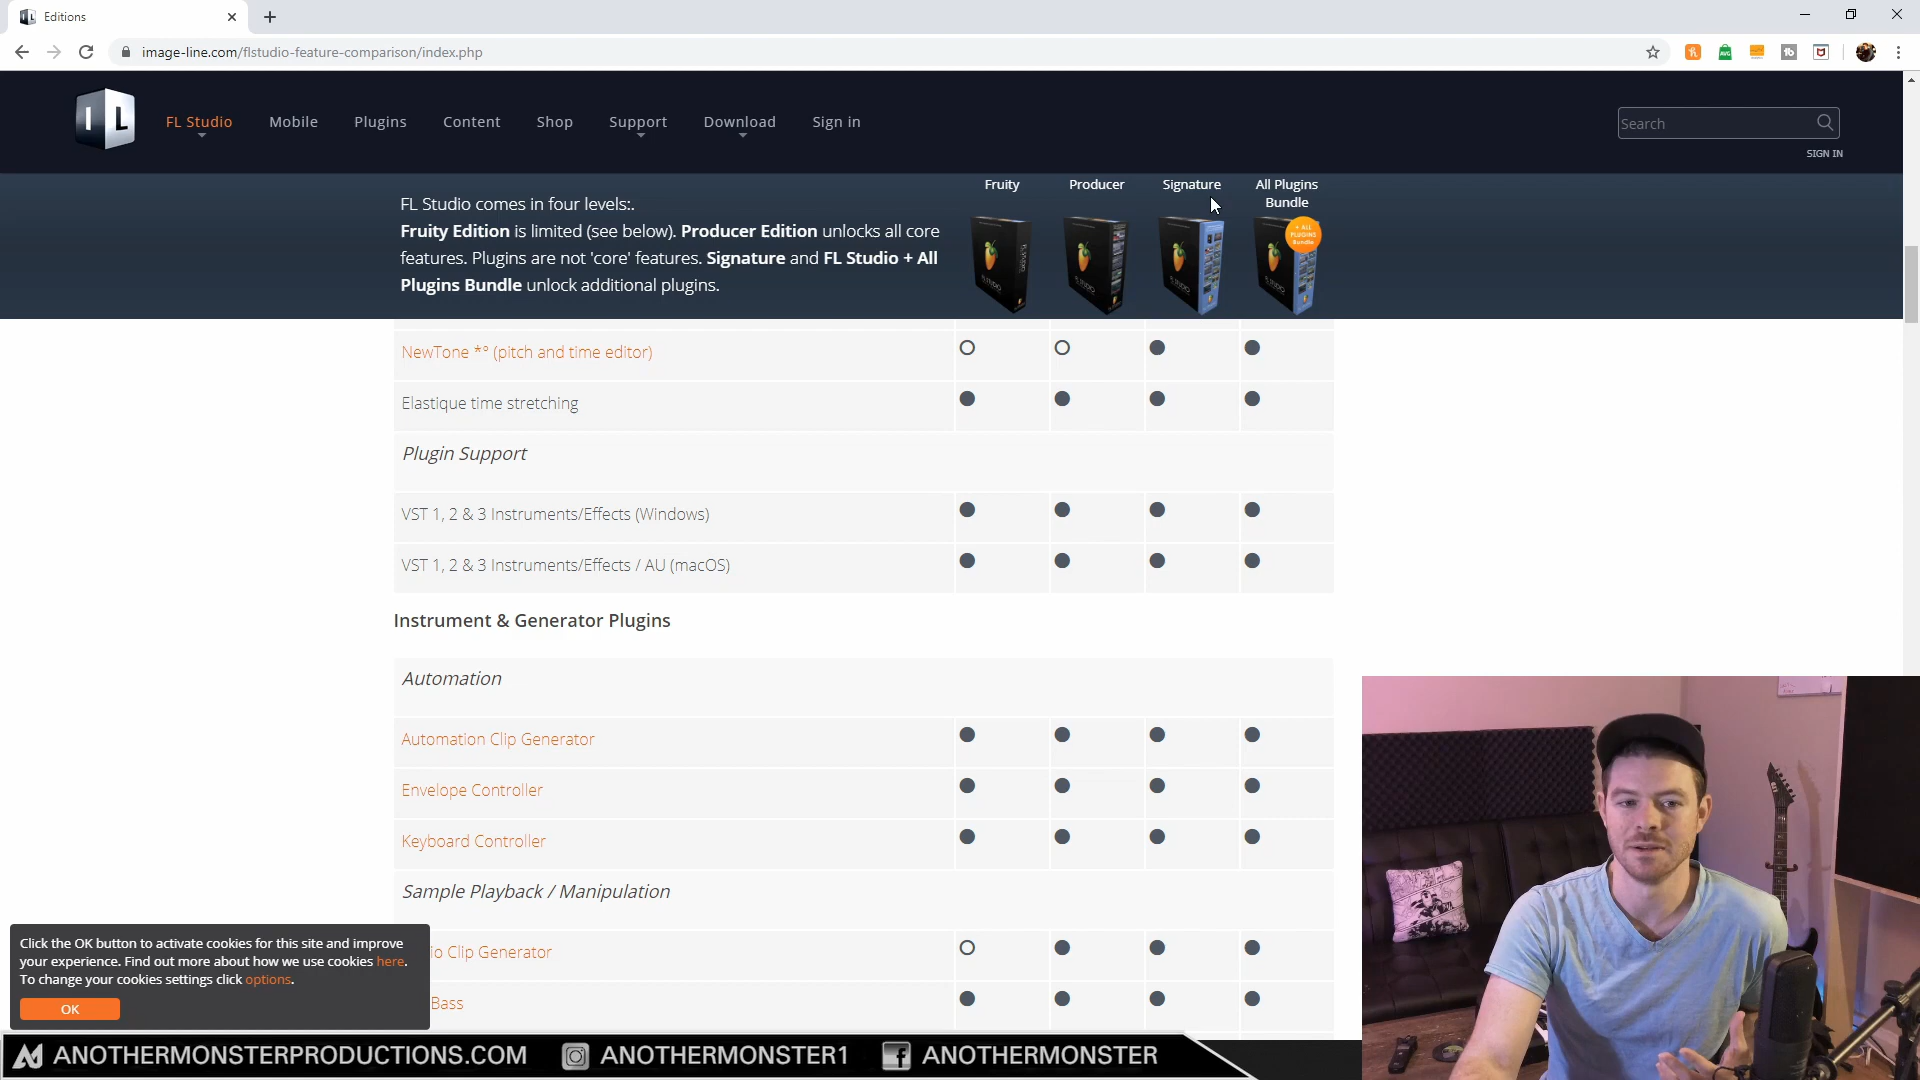 Editions
image-line.com/flstudio-feature-comparison/index.php
IL
FL Studio
Mobile
Plugins
Content
Shop
Support
Download
Sign in
Search
SIGN IN
FL Studio comes in four levels:.
Fruity Edition is limited (see below). Producer Edition unlocks all core
features. Plugins are not 'core' features. Signature and FL Studio + All
Plugins Bundle unlock additional plugins.
Fruity
Producer
Signature
All Plugins
Bundle
+ ALL
PLUGINS
Bundle
NewTone *° (pitch and time editor)
Elastique time stretching
Plugin Support
VST 1, 2 & 3 Instruments/Effects (Windows)
VST 1, 2 & 3 Instruments/Effects / AU (macOS)
Instrument & Generator Plugins
Automation
Automation Clip Generator
Envelope Controller
Keyboard Controller
Sample Playback / Manipulation
io Clip Generator
Bass
Click the OK button to activate cookies for this site and improve
your experience. Find out more about how we use cookies here.
To change your cookies settings click options.
OK
ANOTHERMONSTERPRODUCTIONS.COM
ANOTHERMONSTER1
ANOTHERMONSTER